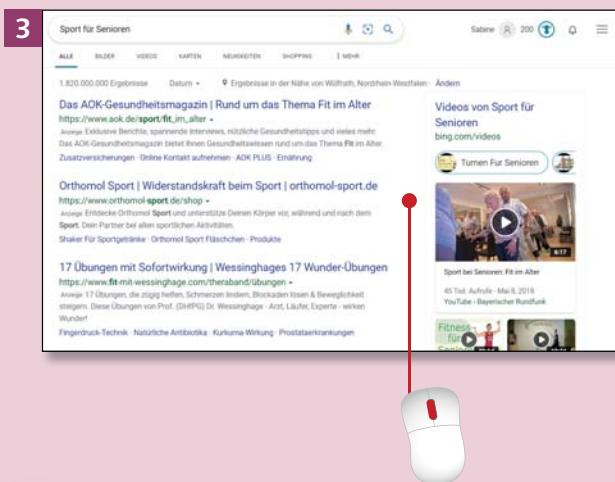 3
Sport für Senioren
Sabine 200
ALLE BILDER VIDEOS KARTEN NEUIGKEITEN SHOPPING MEHR
1.820.000.000 Ergebnisse Datum Ergebnisse in der Nähe von Wülfrath, Nordrhein-Westfalen · Ändern
Das AOK-Gesundheitsmagazin | Rund um das Thema Fit im Alter
https://www.aok.de/sport/fit_im_alter
Anzeige Exklusive Berichte, spannende Interviews, nützliche Gesundheitstipps und vieles mehr.
Das AOK-Gesundheitsmagazin bietet Ihnen Gesundheitswissen rund um das Thema Fit im Alter.
Zusatzversicherungen · Online Kontakt aufnehmen · AOK PLUS · Ernährung
Orthomol Sport | Widerstandskraft beim Sport | orthomol-sport.de
https://www.orthomol-sport.de/shop
Anzeige Entdecke Orthomol Sport und unterstütze Deinen Körper vor, während und nach dem
Sport. Dein Partner bei allen sportlichen Aktivitäten.
Shaker Für Sportgetränke · Orthomol Sport Fläschchen · Produkte
17 Übungen mit Sofortwirkung | Wessinghages 17 Wunder-Übungen
https://www.fit-mit-wessinghage.com/theraband/übungen
Anzeige 17 Übungen, die zügig helfen, Schmerzen lindern, Blockaden lösen & Beweglichkeit
steigern. Diese Übungen von Prof. (DHfPG) Dr. Wessinghage - Arzt, Läufer, Experte - wirken
Wunder!
Fingerdruck-Technik · Natürliche Antibiotika · Kurkuma-Wirkung · Prostataerkrankungen
Videos von Sport für
Senioren
bing.com/videos
Turnen Fur Senioren
6:17
Sport bei Senioren: Fit im Alter
45 Tsd. Aufrufe · Mai 8, 2018
YouTube › Bayerischer Rundfunk
Fitness
für